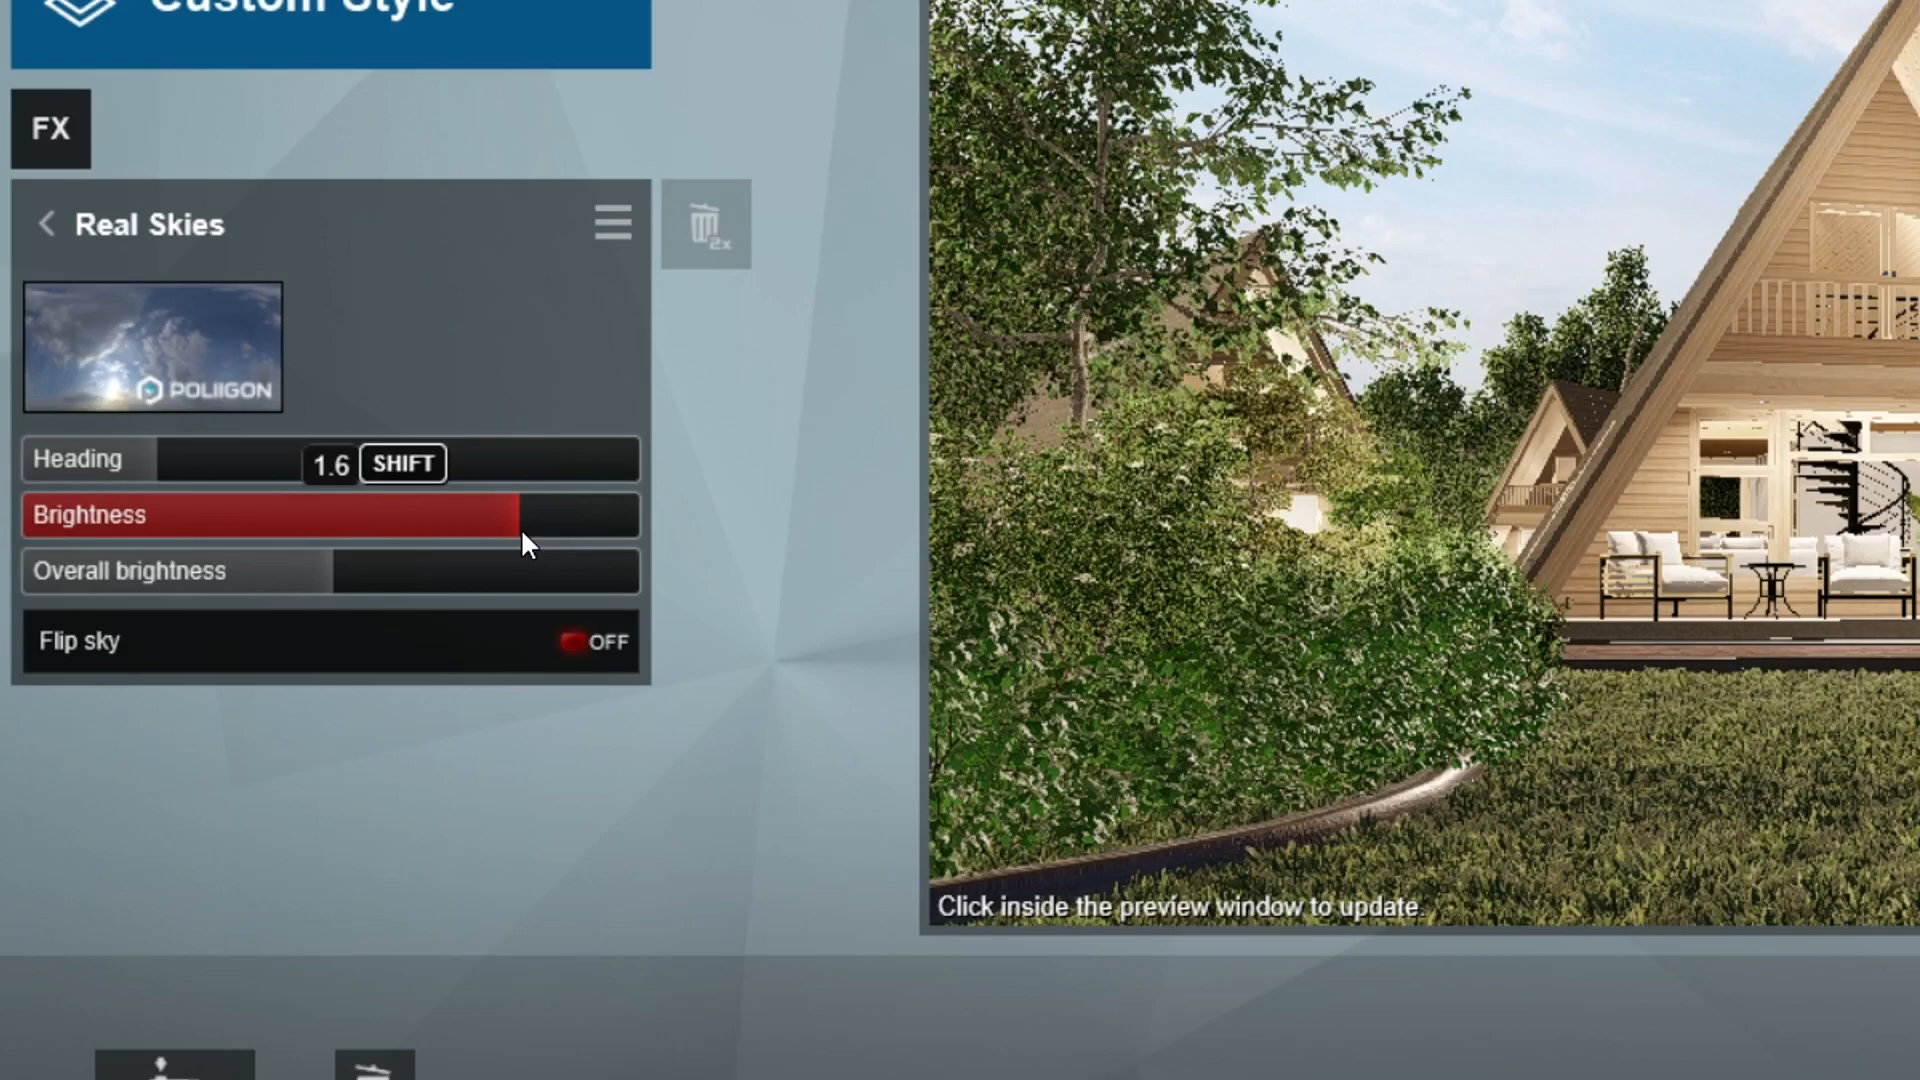 Custom Style
FX
Real Skies
2x
POLIIGON
Heading
1.6 SHIFT
Brightness
Overall brightness
Flip sky OFF
Click inside the preview window to update.